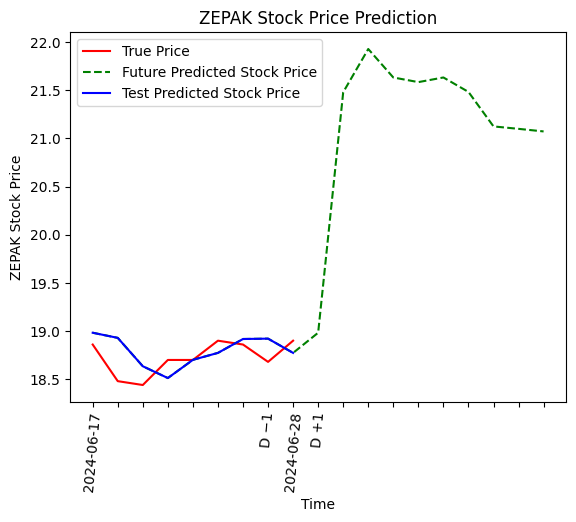 ZEPAK Stock Price Prediction
True Price
Future Predicted Stock Price
Test Predicted Stock Price
ZEPAK Stock Price
22.0
21.5
21.0
20.5
20.0
19.5
19.0
18.5
2024-06-17
D −1
2024-06-28
D +1
Time